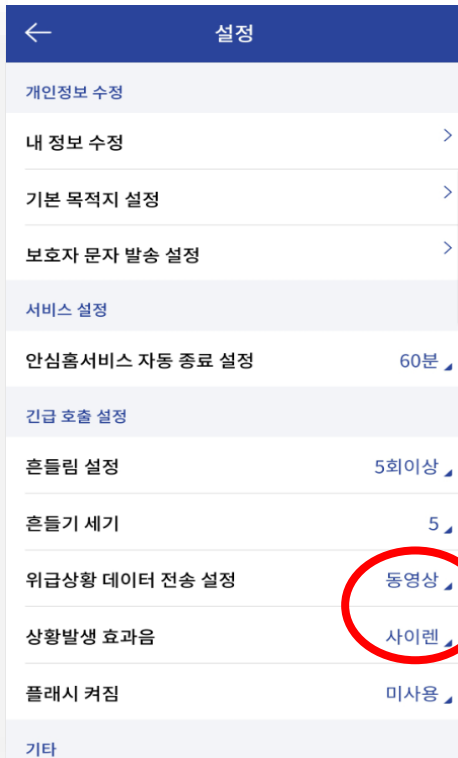 설정
개인정보 수정
내 정보 수정
기본 목적지 설정
보호자 문자 발송 설정
서비스 설정
안심홈서비스 자동 종료 설정 60분
긴급 호출 설정
흔들림 설정 5회이상
흔들기 세기 5
위급상황 데이터 전송 설정 동영상
상황발생 효과음 사이렌
플래시 켜짐 미사용
기타